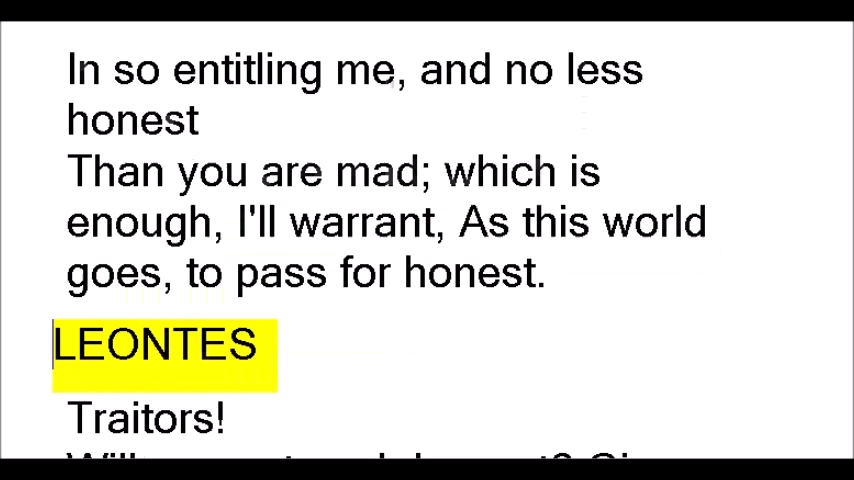 In so entitling me, and no less
honest
Than you are mad; which is
enough, I'll warrant, As this world
goes, to pass for honest.
LEONTES
Traitors!